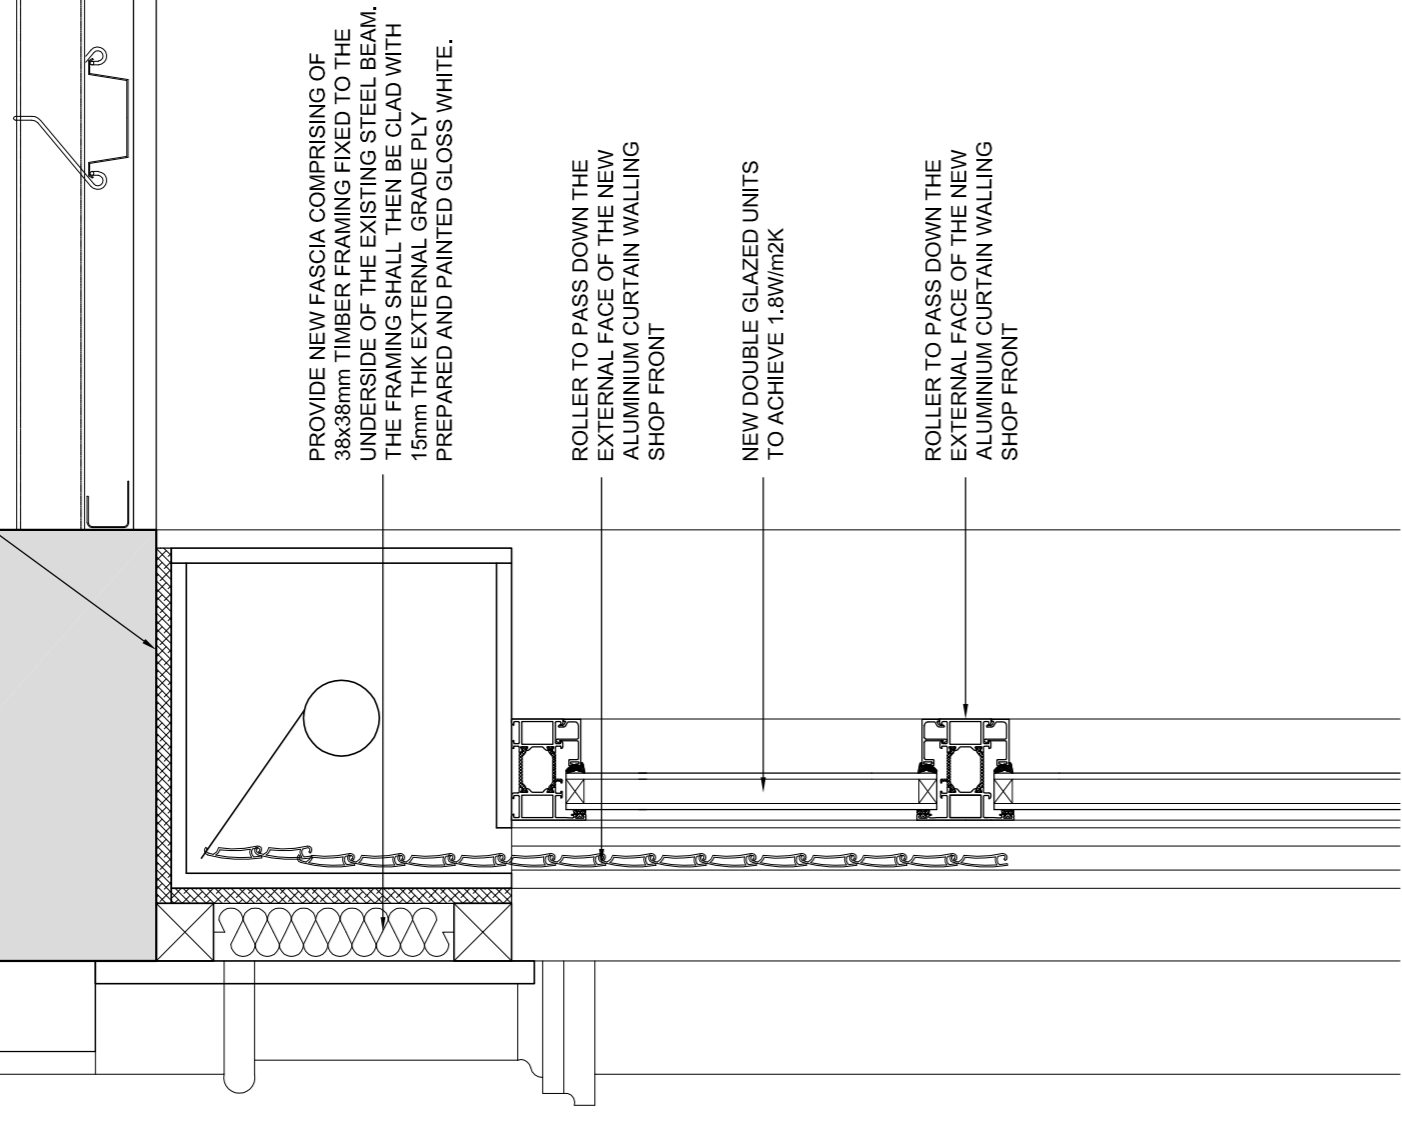 PROVIDE NEW FASCIA COMPRISING OF
38x38mm TIMBER FRAMING FIXED TO THE
UNDERSIDE OF THE EXISTING STEEL BEAM.
THE FRAMING SHALL THEN BE CLAD WITH
15mm THK EXTERNAL GRADE PLY
PREPARED AND PAINTED GLOSS WHITE.
ROLLER TO PASS DOWN THE
EXTERNAL FACE OF THE NEW
ALUMINIUM CURTAIN WALLING
SHOP FRONT
NEW DOUBLE GLAZED UNITS
TO ACHIEVE 1.8W/m2K
ROLLER TO PASS DOWN THE
EXTERNAL FACE OF THE NEW
ALUMINIUM CURTAIN WALLING
SHOP FRONT